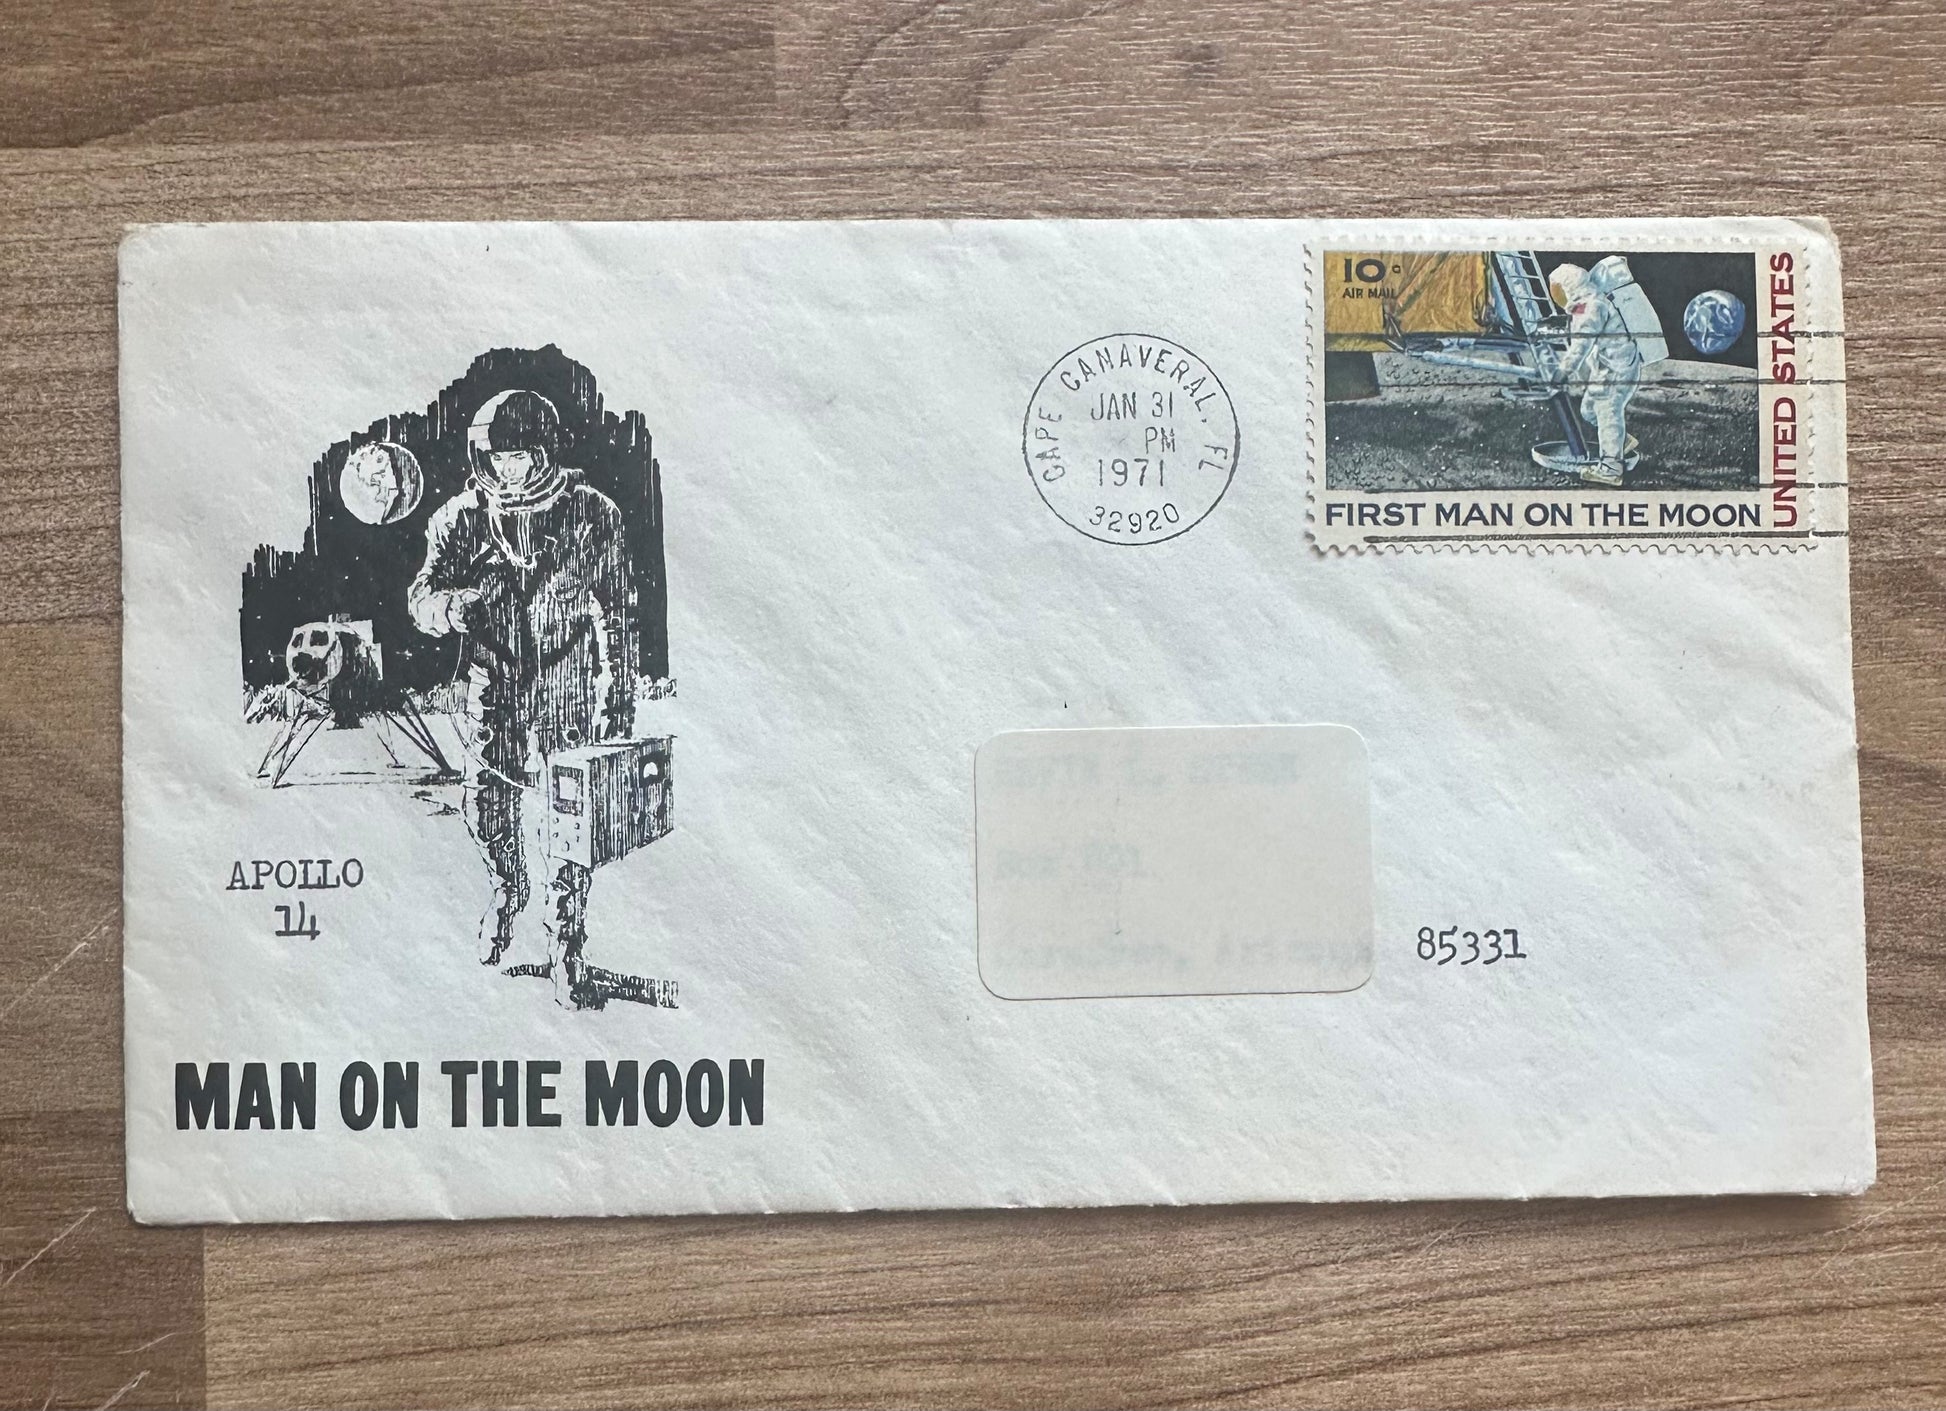 10c
AIR MAIL
UNITED STATES
FIRST MAN ON THE MOON
CAPE CANAVERAL, FL
JAN 31
PM
1971
32920
APOLLO
14
85331
MAN ON THE MOON